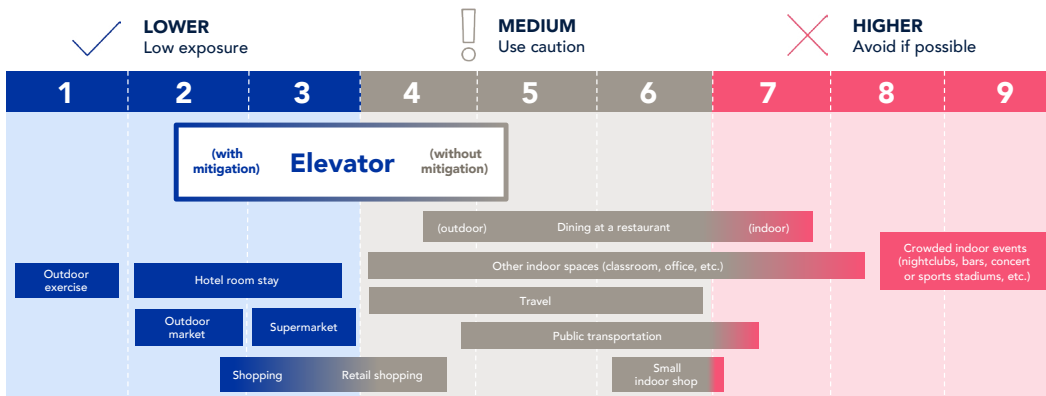 LOWER
Low exposure
MEDIUM
Use caution
HIGHER
Avoid if possible
1 2 3 4 5 6 7 8 9
(with
mitigation)
Elevator
(without
mitigation)
(outdoor) Dining at a restaurant (indoor)
Crowded indoor events
(nightclubs, bars, concert
or sports stadiums, etc.)
Outdoor
exercise
Hotel room stay
Other indoor spaces (classroom, office, etc.)
Travel
Outdoor
market
Supermarket
Public transportation
Shopping Retail shopping
Small
indoor shop